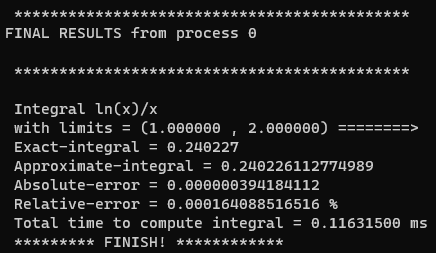 ********************************************
FINAL RESULTS from process 0
********************************************
Integral ln(x)/x
with limits = (1.000000 , 2.000000) ========>
Exact-integral = 0.240227
Approximate-integral = 0.240226112774989
Absolute-error = 0.000000394184112
Relative-error = 0.000164088516516 %
Total time to compute integral = 0.11631500 ms
********* FINISH! ************